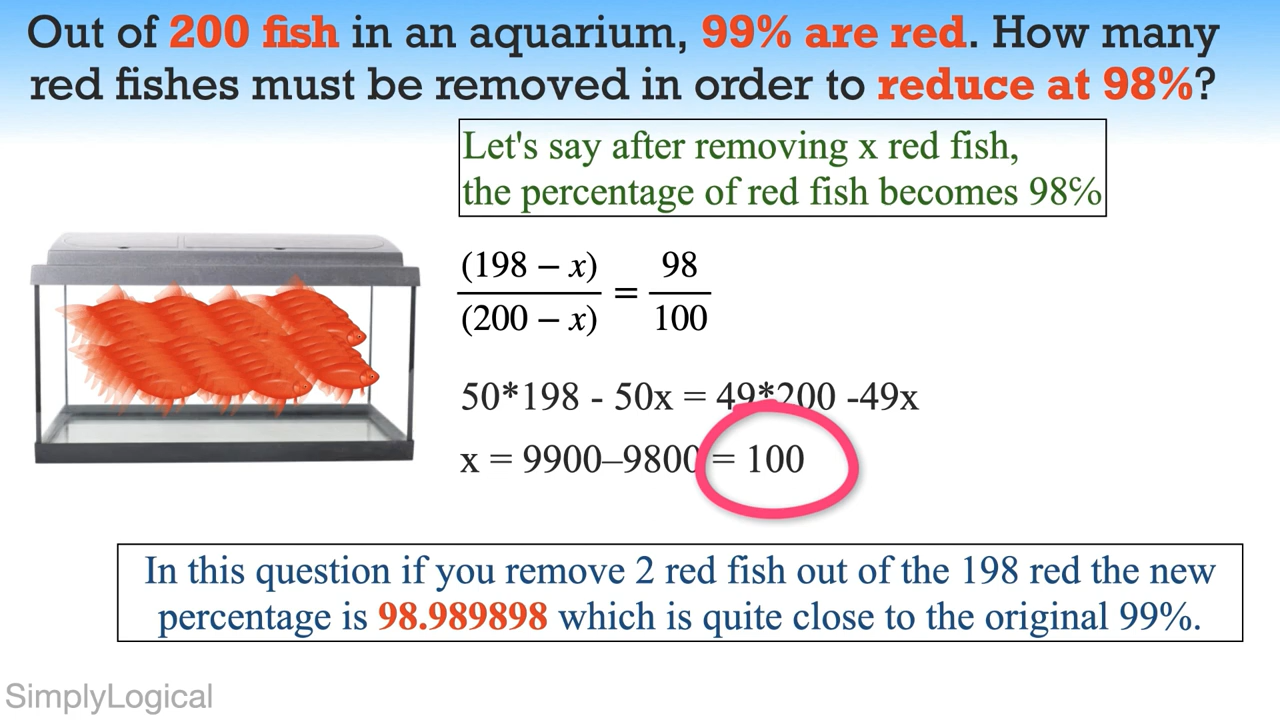 Out of 200 fish in an aquarium, 99% are red. How many
red fishes must be removed in order to reduce at 98%?
Let's say after removing x red fish,
the percentage of red fish becomes 98℅
(198 − x)
(200 − x)
=
98
100
50*198 - 50x = 49*200 -49x
x = 9900–9800 = 100
In this question if you remove 2 red fish out of the 198 red the new
percentage is 98.989898 which is quite close to the original 99%.
SimplyLogical